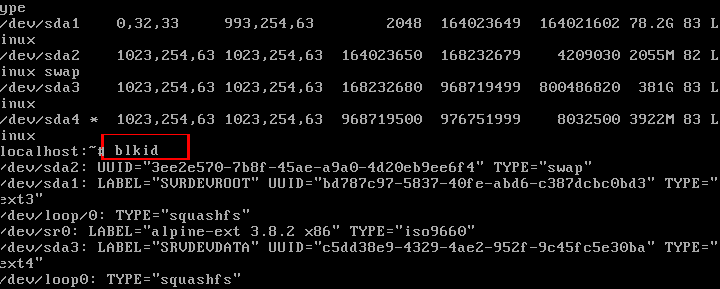 ype
/dev/sda1    0,32,33    993,254,63    2048    164023649    164021602 78.2G 83 L
inux
/dev/sda2    1023,254,63 1023,254,63    164023650    168232679    4209030 2055M 82 L
inux swap
/dev/sda3    1023,254,63 1023,254,63    168232680    968719499    800486820    381G 83 L
inux
/dev/sda4 *  1023,254,63 1023,254,63    968719500    976751999    8032500 3922M 83 L
inux
localhost:~# blkid
/dev/sda2: UUID="3ee2e570-7b8f-45ae-a9a0-4d20eb9ee6f4" TYPE="swap"
/dev/sda1: LABEL="SVRDEVROOT" UUID="bd787c97-5837-40fe-abd6-c387dcbc0bd3" TYPE="
ext3"
/dev/loop/0: TYPE="squashfs"
/dev/sr0: LABEL="alpine-ext 3.8.2 x86" TYPE="iso9660"
/dev/sda3: LABEL="SRVDEVDATA" UUID="c5dd38e9-4329-4ae2-952f-9c45fc5e30ba" TYPE="
ext4"
/dev/loop0: TYPE="squashfs"